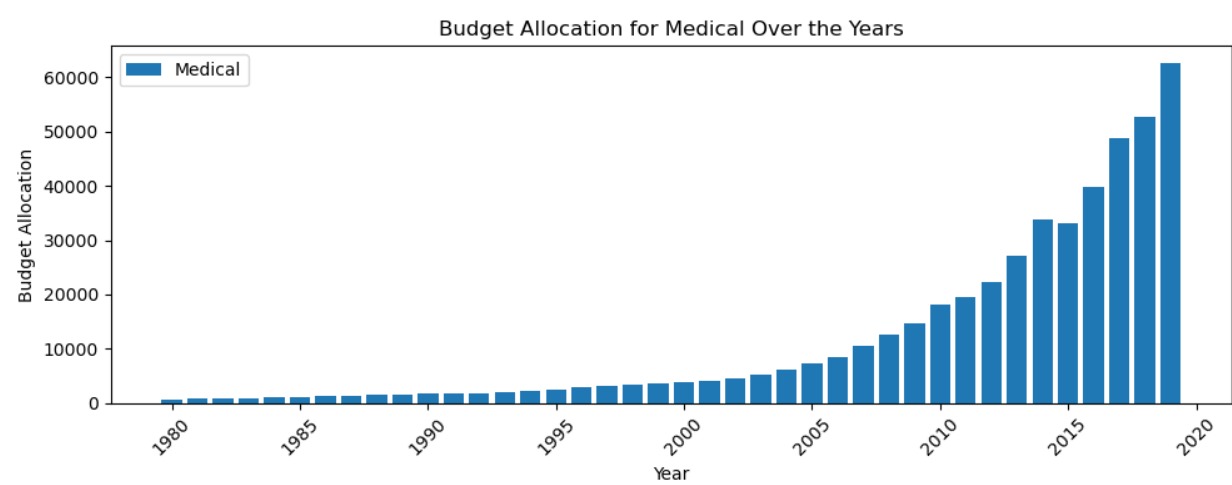 Budget Allocation for Medical Over the Years
Medical
Budget Allocation
60000
50000
40000
30000
20000
10000
0
1980 1985 1990 1995 2000 2005 2010 2015 2020
Year